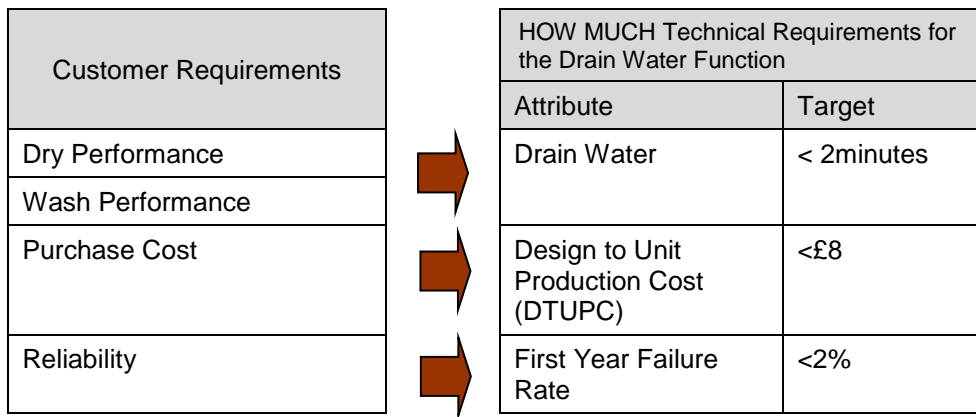 Customer Requirements
HOW MUCH Technical Requirements for
the Drain Water Function
Attribute
Target
Dry Performance
Wash Performance
Drain Water
< 2minutes
Purchase Cost
Design to Unit
Production Cost
(DTUPC)
<£8
Reliability
First Year Failure
Rate
<2%